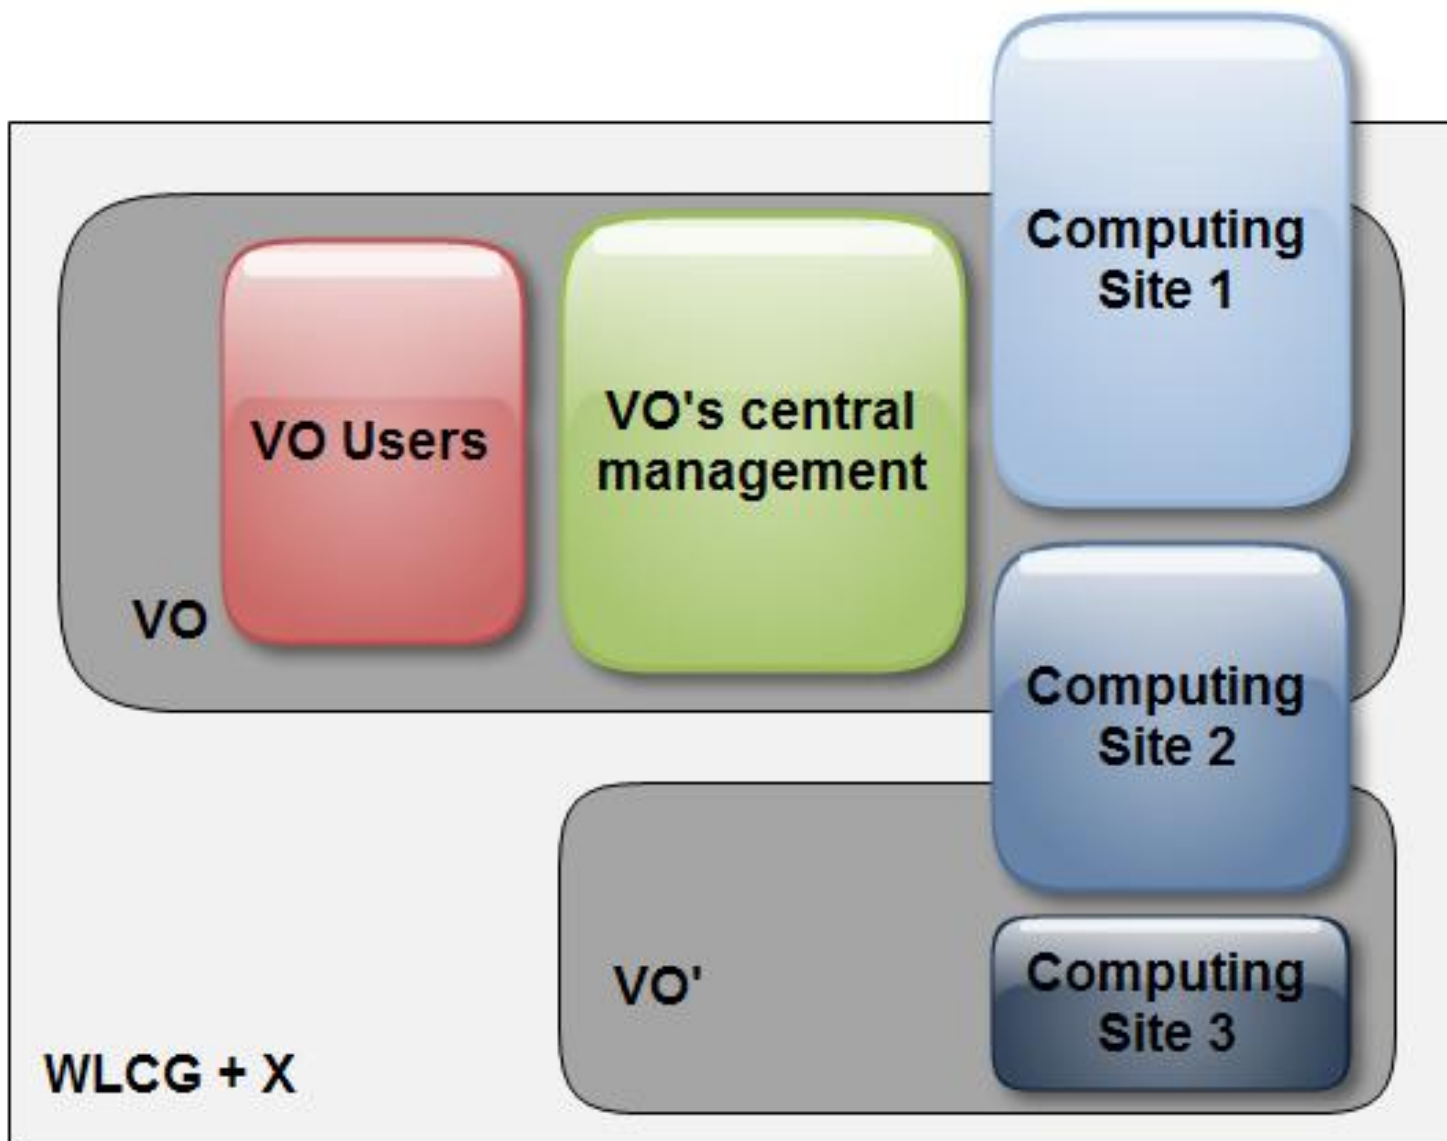 Computing
Site 1
VO Users
VO's central
management
VO
Computing
Site 2
VO'
Computing
Site 3
WLCG + X